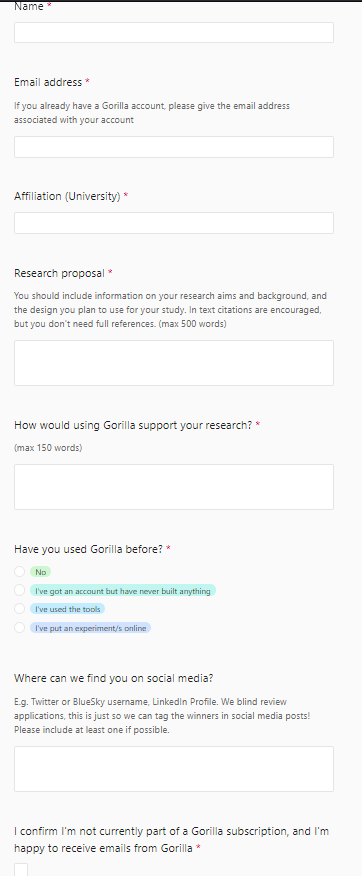 Name *
Email address *
If you already have a Gorilla account, please give the email address
associated with your account
Affiliation (University) *
Research proposal *
You should include information on your research aims and background, and
the design you plan to use for your study. In text citations are encouraged,
but you don't need full references. (max 500 words)
How would using Gorilla support your research? *
(max 150 words)
Have you used Gorilla before? *
No
I've got an account but have never built anything
I've used the tools
I've put an experiment/s online
Where can we find you on social media?
E.g. Twitter or BlueSky username, LinkedIn Profile. We blind review
applications, this is just so we can tag the winners in social media posts!
Please include at least one if possible.
I confirm I'm not currently part of a Gorilla subscription, and I'm
happy to receive emails from Gorilla *